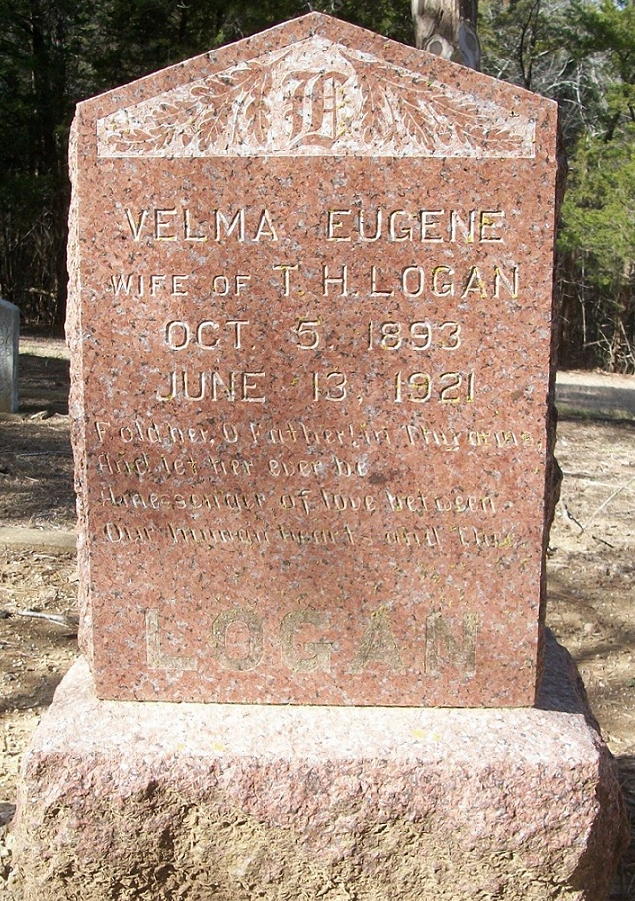 VELMA EUGENE
WIFE OF T. H. LOGAN
OCT. 5, 1893
JUNE 13, 1921
Fold her, O Father! in Thy arms,
And let her ever be
A messenger of love between
Our human hearts and Thee.
LOGAN